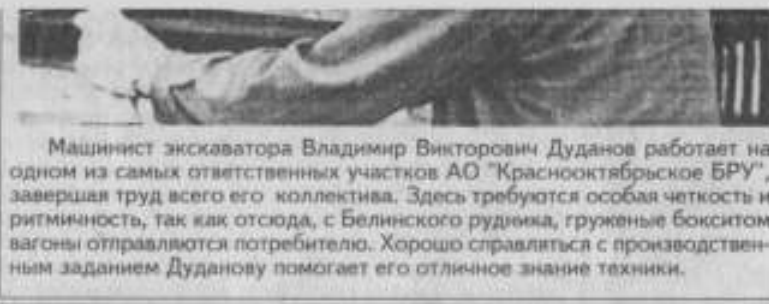 Машинист экскаватора Владимир Викторович Дуданов работает на
одном из самых ответственных участков АО "Краснооктябрьское БРУ",
завершая труд всего его коллектива. Здесь требуются особая четкость и
ритмичность, так как отсюда, с Белинского рудника, груженые бокситом
вагоны отправляются потребителю. Хорошо справляться с производствен-
ным заданием Дуданову помогает его отличное знание техники.